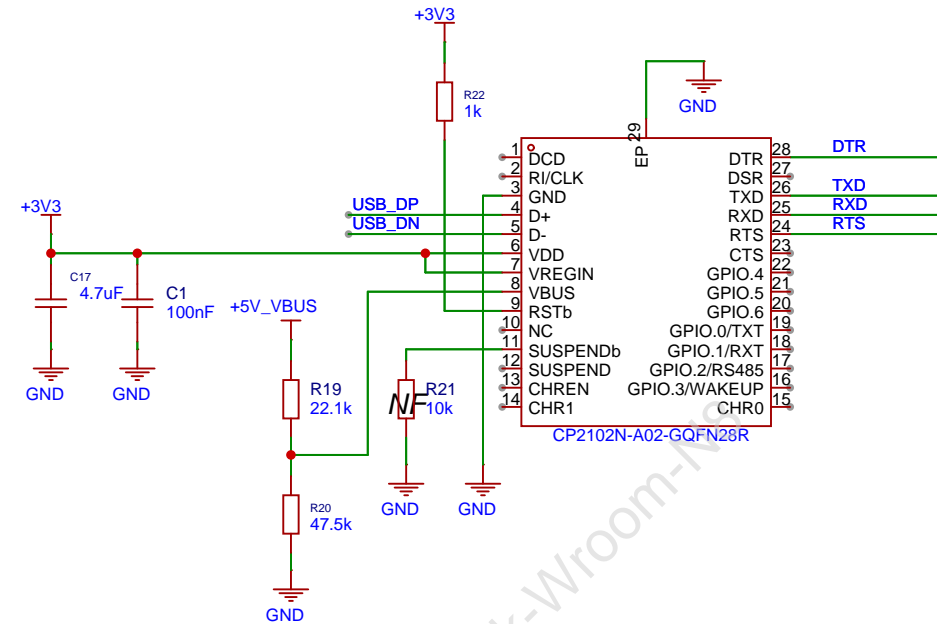 +3V3
R22
1k
GND
EP 29
1 DCD
2 RI/CLK
3 GND
4 D+
5 D-
6 VDD
7 VREGIN
8 VBUS
9 RSTb
10 NC
11 SUSPENDb
12 SUSPEND
13 CHREN
14 CHR1
DTR 28
DSR 27
TXD 26
RXD 25
RTS 24
CTS 23
GPIO.4 22
GPIO.5 21
GPIO.6 20
GPIO.0/TXT 19
GPIO.1/RXT 18
GPIO.2/RS485 17
GPIO.3/WAKEUP 16
CHR0 15
CP2102N-A02-GQFN28R
DTR
TXD
RXD
RTS
USB_DP
USB_DN
+3V3
C17
4.7uF
C1
100nF
GND
GND
+5V_VBUS
R19
22.1k
R20
47.5k
GND
R21
10k
NF
GND
GND
k-Wroom-N8